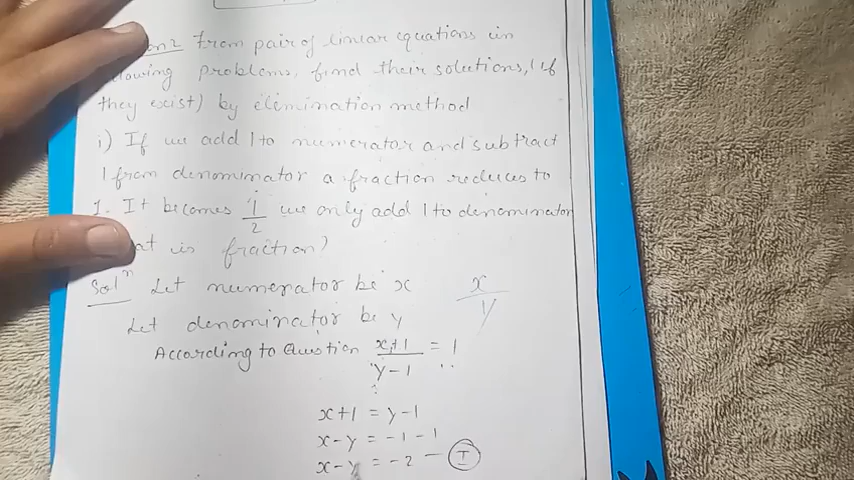 From pair of linear equations in
problems, find their solutions, (if
they exist) by elimination method
i) If we add 1 to numerator and subtract
1 from denominator a fraction reduces to
1. It becomes 1/2 we only add 1 to denominator
is fraction?
Solⁿ Let numerator be x x/y
Let denominator be y
According to Question x+1/y-1 = 1
x+1 = y-1
x-y = -1-1
x-y = -2 — I